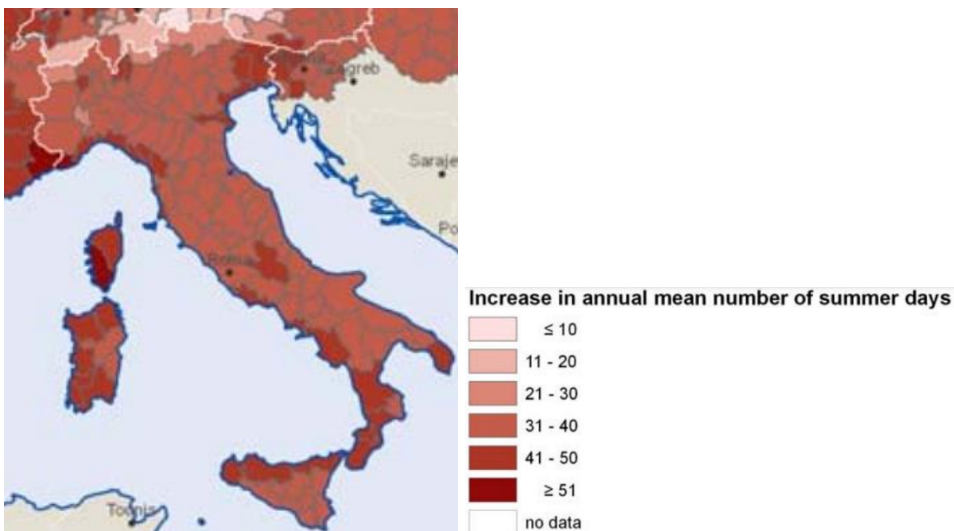 Zagreb
Saraje
Po
Roma
Tounis
Increase in annual mean number of summer days
≤ 10
11 - 20
21 - 30
31 - 40
41 - 50
≥ 51
no data